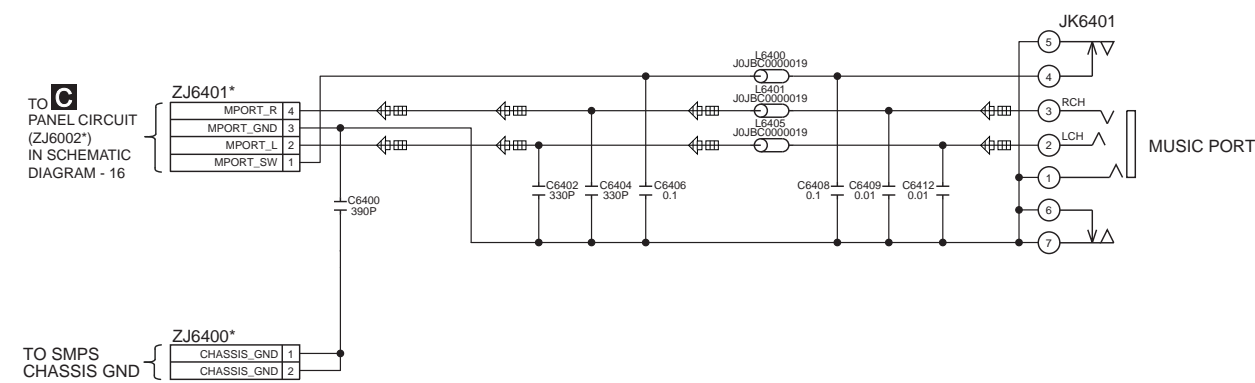 JK6401
5
L6400
J0JBC0000019
4
TO C
PANEL CIRCUIT
(ZJ6002*)
IN SCHEMATIC
DIAGRAM - 16
ZJ6401*
MPORT_R 4
MPORT_GND 3
MPORT_L 2
MPORT_SW 1
L6401
J0JBC0000019
L6405
J0JBC0000019
3 RCH
2 LCH
MUSIC PORT
1
C6400
390P
C6402
330P
C6404
330P
C6406
0.1
C6408
0.1
C6409
0.01
C6412
0.01
6
7
ZJ6400*
TO SMPS
CHASSIS GND
CHASSIS_GND 1
CHASSIS_GND 2